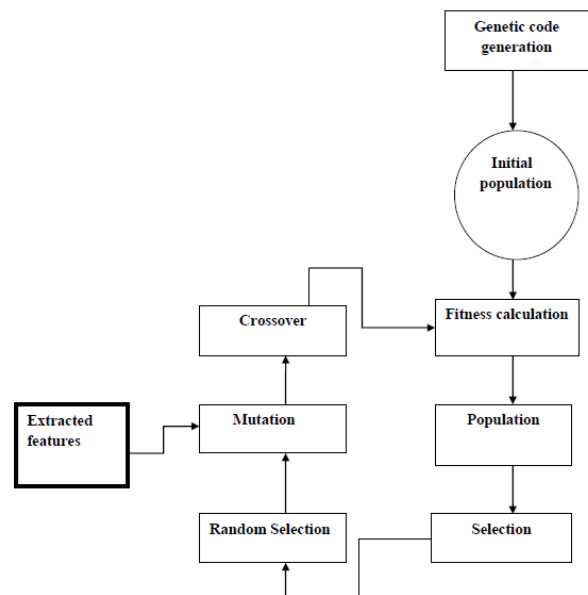 Genetic code
generation
Initial
population
Fitness calculation
Crossover
Extracted
features
Mutation
Population
Random Selection
Selection